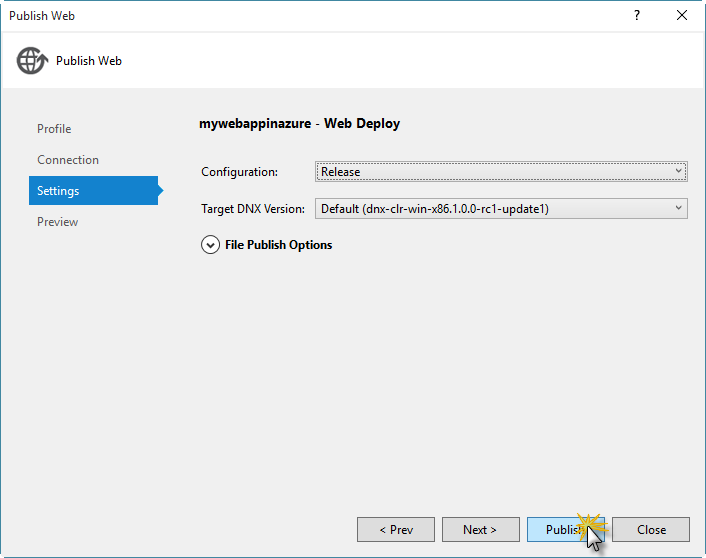 Publish Web
?
Publish Web
Profile
Connection
Settings
Preview
mywebappinazure - Web Deploy
Configuration: Release
Target DNX Version: Default (dnx-clr-win-x86.1.0.0-rc1-update1)
File Publish Options
< Prev Next > Publish Close